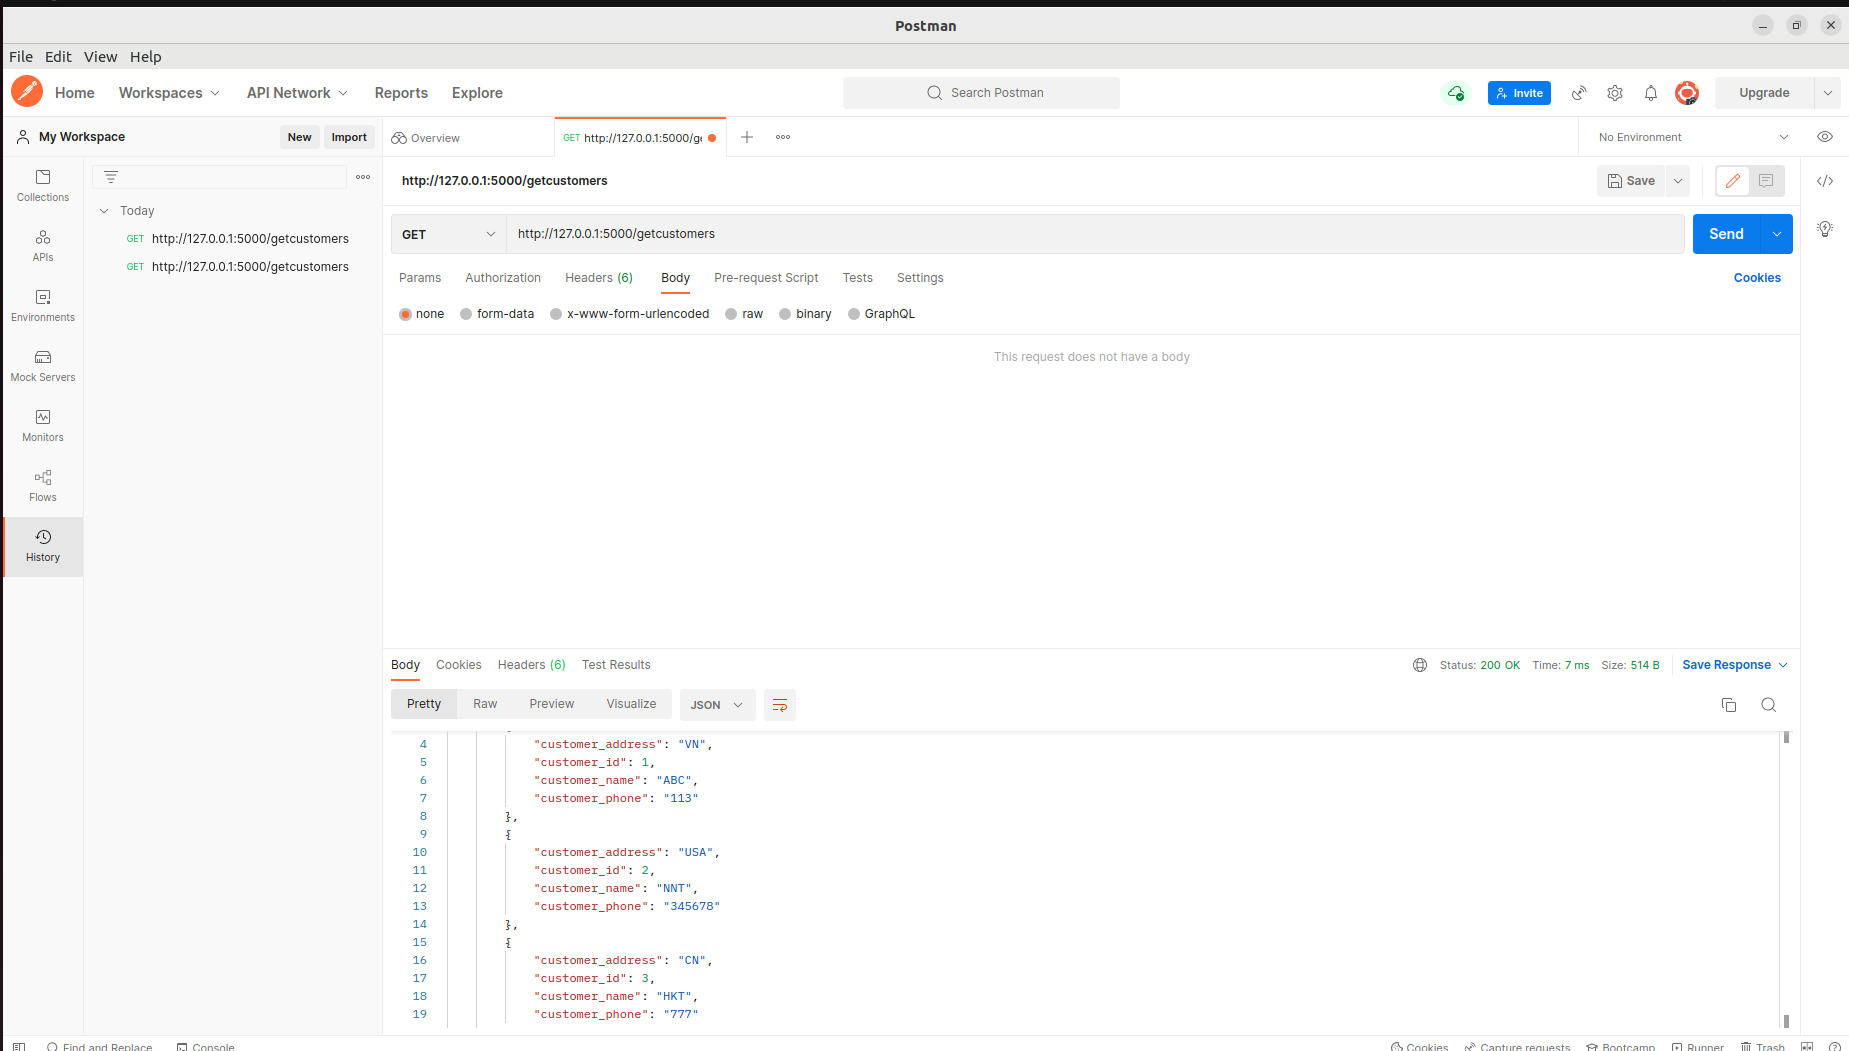 Postman
File Edit View Help
Home Workspaces API Network Reports Explore Search Postman Invite Upgrade
My Workspace New Import Overview GET http://127.0.0.1:5000/ge No Environment
Collections
APIs
Environments
Mock Servers
Monitors
Flows
History
Today
GET http://127.0.0.1:5000/getcustomers
GET http://127.0.0.1:5000/getcustomers
http://127.0.0.1:5000/getcustomers Save
GET http://127.0.0.1:5000/getcustomers Send
Params Authorization Headers (6) Body Pre-request Script Tests Settings Cookies
none form-data x-www-form-urlencoded raw binary GraphQL
This request does not have a body
Body Cookies Headers (6) Test Results Status: 200 OK Time: 7 ms Size: 514 B Save Response
Pretty Raw Preview Visualize JSON
4 "customer_address": "VN",
5 "customer_id": 1,
6 "customer_name": "ABC",
7 "customer_phone": "113"
8 },
9 {
10 "customer_address": "USA",
11 "customer_id": 2,
12 "customer_name": "NNT",
13 "customer_phone": "345678"
14 },
15 {
16 "customer_address": "CN",
17 "customer_id": 3,
18 "customer_name": "HKT",
19 "customer_phone": "777"
Find and Replace Console Cookies Capture requests Bootcamp Runner Trash